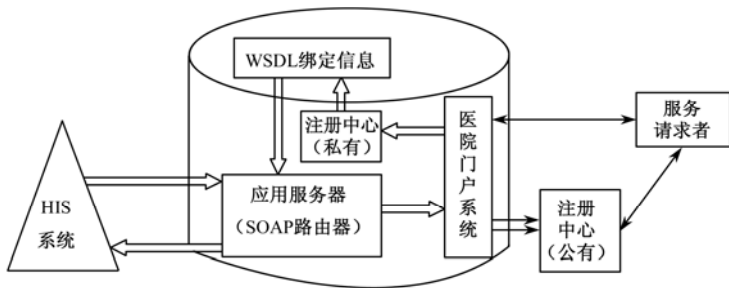 WSDL绑定信息
注册中心
（私有）
医
院
门
户
系
统
服务
请求者
HIS
系统
应用服务器
（SOAP路由器）
注册
中心
（公有）